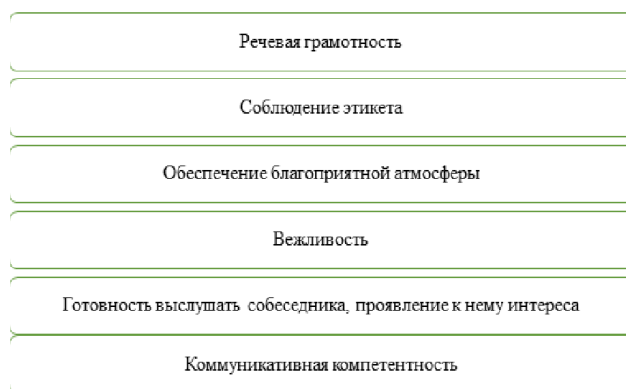 Речевая грамотность
Соблюдение этикета
Обеспечение благоприятной атмосферы
Вежливость
Готовность выслушать собеседника, проявление к нему интереса
Коммуникативная компетентность